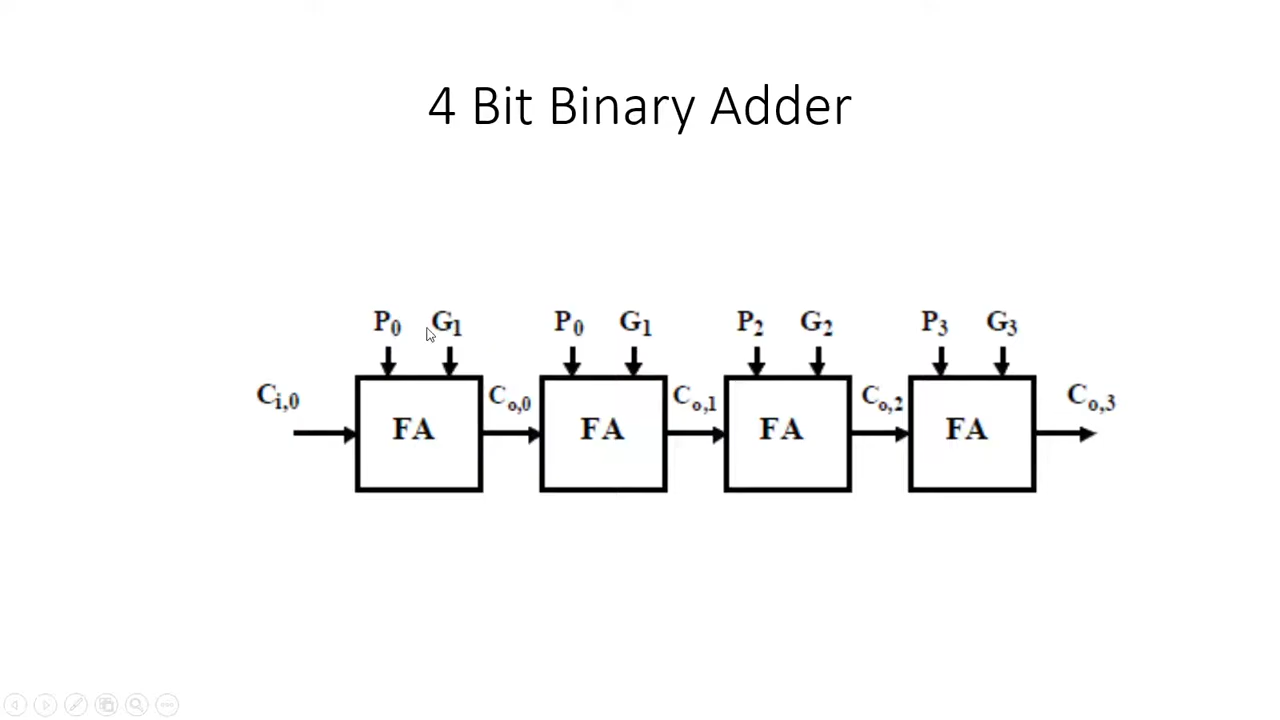 4 Bit Binary Adder
P0 G1 P0 G1 P2 G2 P3 G3
Ci,0 Co,0 Co,1 Co,2 Co,3
FA FA FA FA